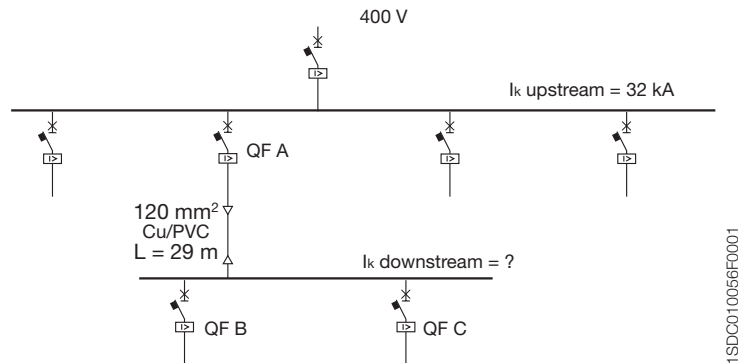 400 V
I>
Iₖ upstream = 32 kA
I>
I>
QF A
I>
I>
120 mm²
Cu/PVC
L = 29 m
Iₖ downstream = ?
I>
QF B
I>
QF C
1SDC010056F0001